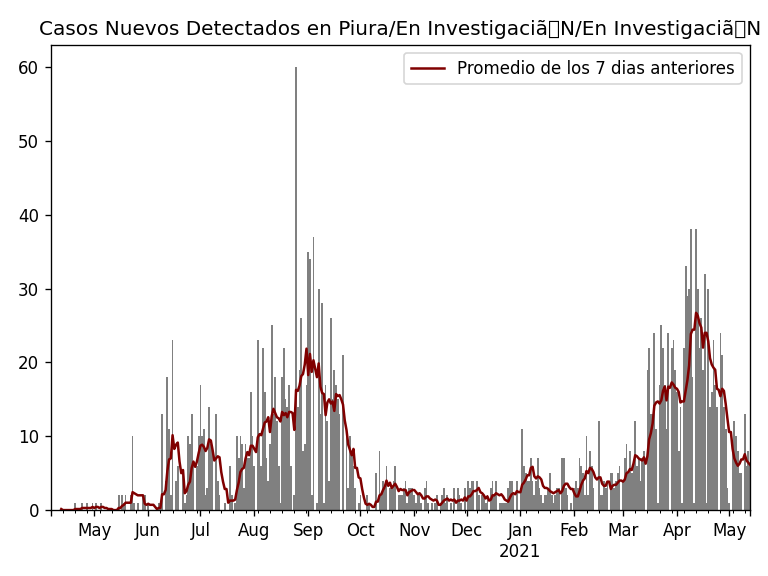 Casos Nuevos Detectados en Piura/En Investigaciã�N/En Investigaciã�N
Promedio de los 7 dias anteriores
60
50
40
30
20
10
0
May Jun Jul Aug Sep Oct Nov Dec Jan Feb Mar Apr May
2021